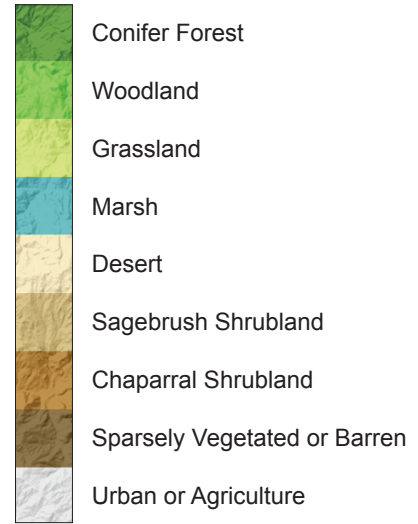 Conifer Forest
Woodland
Grassland
Marsh
Desert
Sagebrush Shrubland
Chaparral Shrubland
Sparsely Vegetated or Barren
Urban or Agriculture